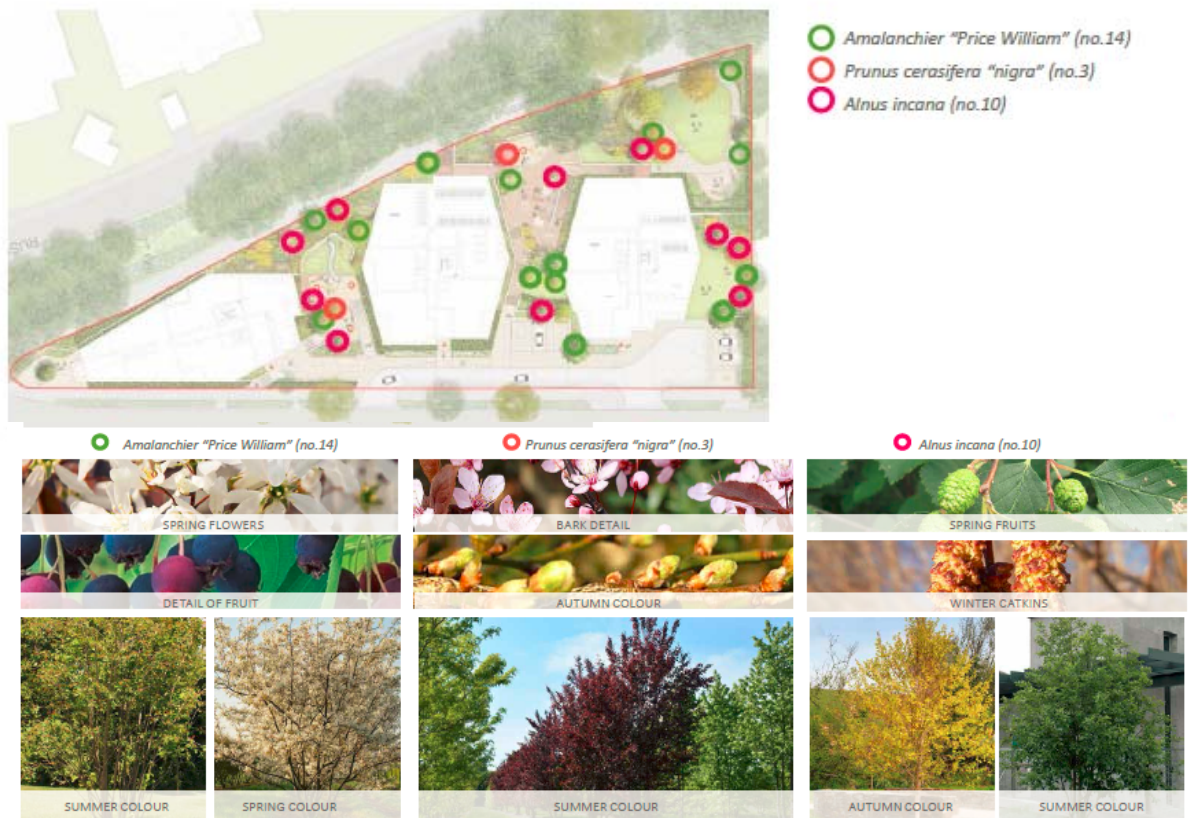 Amalanchier "Price William" (no.14)
Prunus cerasifera "nigra" (no.3)
Alnus incana (no.10)
Amalanchier "Price William" (no.14)
Prunus cerasifera "nigra" (no.3)
Alnus incana (no.10)
SPRING FLOWERS
BARK DETAIL
SPRING FRUITS
DETAIL OF FRUIT
AUTUMN COLOUR
WINTER CATKINS
SUMMER COLOUR
SPRING COLOUR
SUMMER COLOUR
AUTUMN COLOUR
SUMMER COLOUR